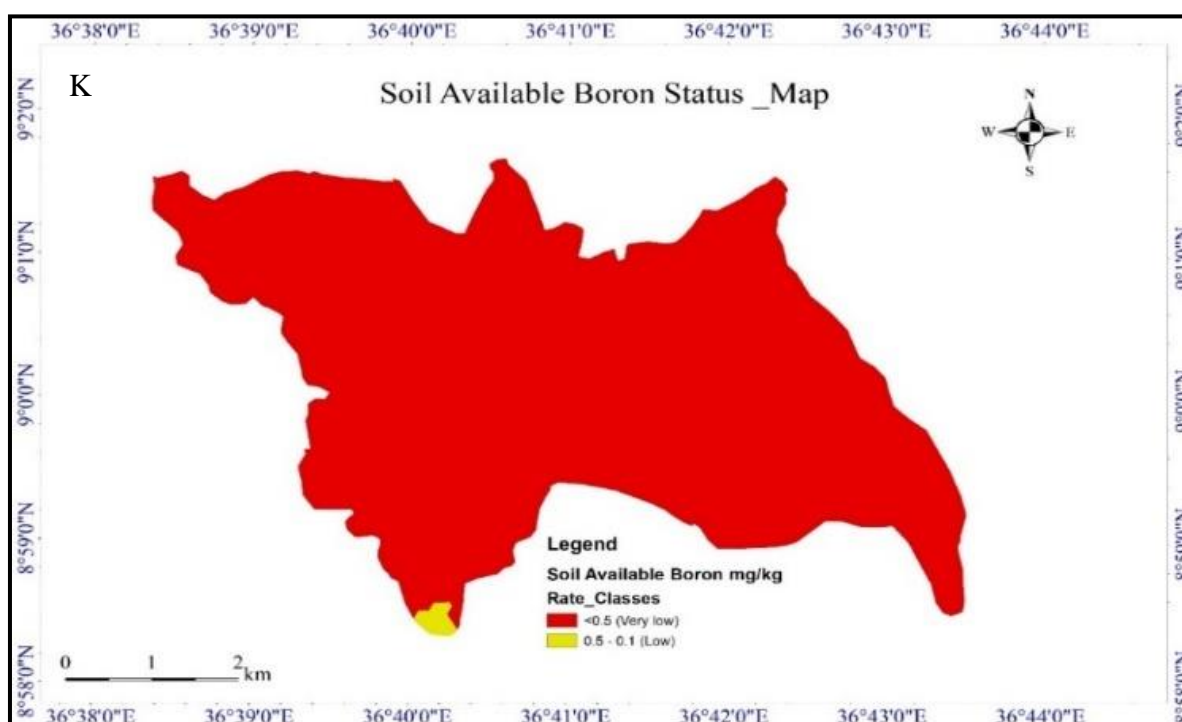 36°38'0"E 36°39'0"E 36°40'0"E 36°41'0"E 36°42'0"E 36°43'0"E 36°44'0"E
K
Soil Available Boron Status _Map
N
W E
S
9°2'0"N
9°1'0"N
9°0'0"N
8°59'0"N
8°58'0"N
Legend
Soil Available Boron mg/kg
Rate_Classes
<0.5 (Very low)
0.5 - 0.1 (Low)
0 1 2
km
36°38'0"E 36°39'0"E 36°40'0"E 36°41'0"E 36°42'0"E 36°43'0"E 36°44'0"E